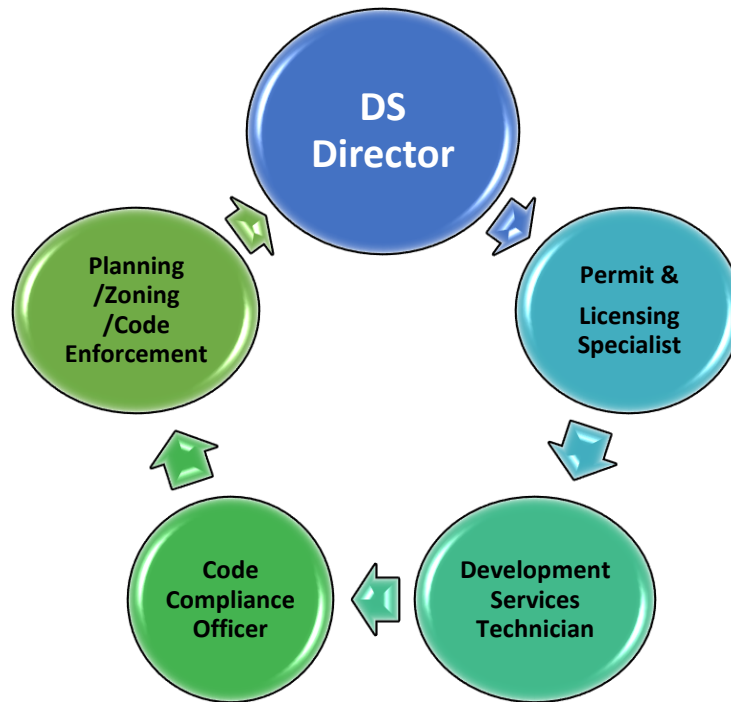 DS
Director
Permit &
Licensing
Specialist
Development
Services
Technician
Code
Compliance
Officer
Planning
/Zoning
/Code
Enforcement